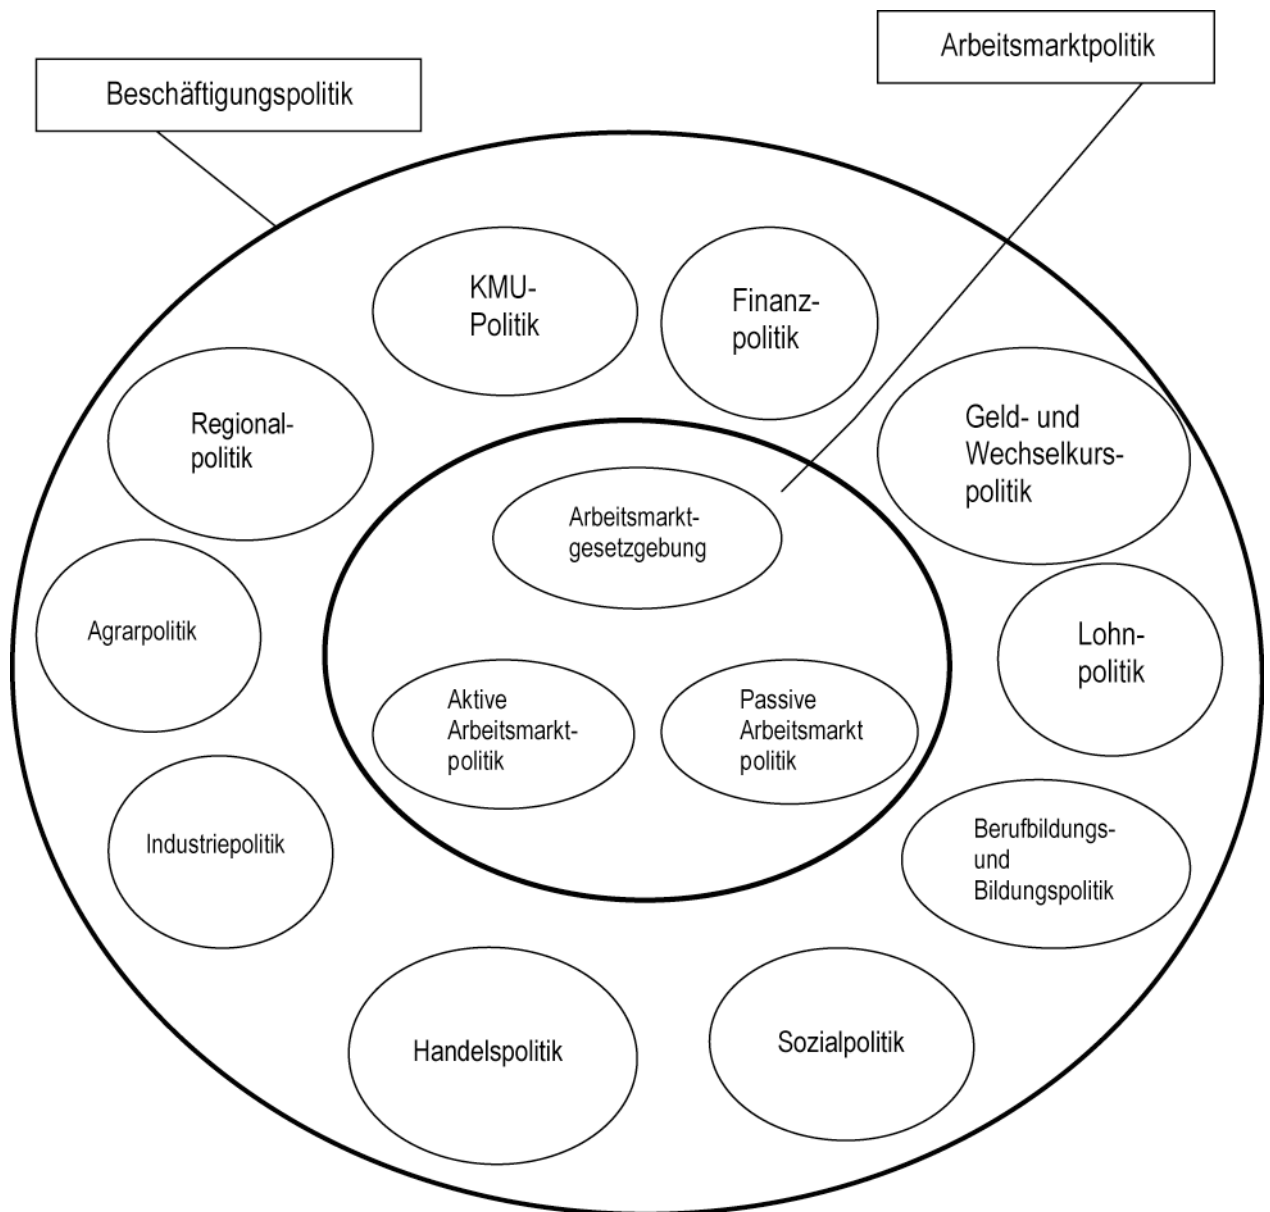 Arbeitsmarktpolitik
Beschäftigungspolitik
KMU-
Politik
Finanz-
politik
Regional-
politik
Geld- und
Wechselkurs-
politik
Arbeitsmarkt-
gesetzgebung
Agrarpolitik
Lohn-
politik
Aktive
Arbeitsmarkt-
politik
Passive
Arbeitsmarkt
politik
Industriepolitik
Berufbildungs-
und
Bildungspolitik
Handelspolitik
Sozialpolitik